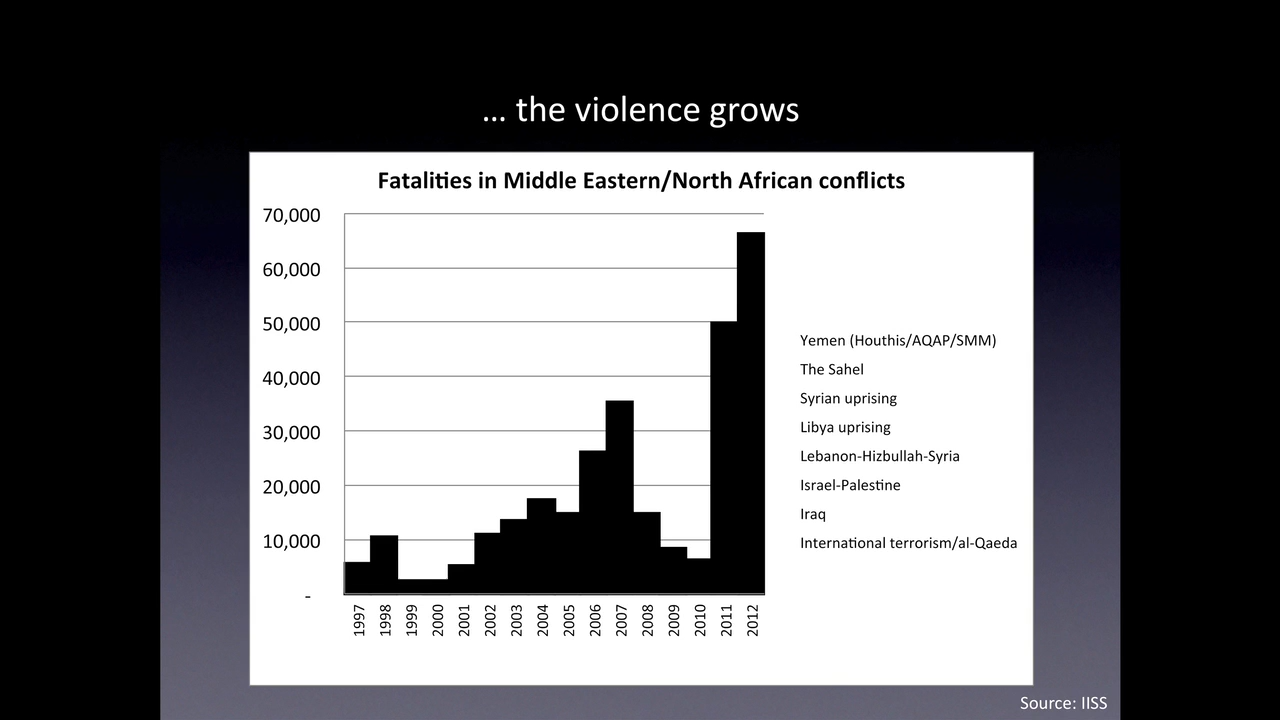 … the violence grows
Fatalities in Middle Eastern/North African conflicts
70,000
60,000
50,000
40,000
30,000
20,000
10,000
-
1997 1998 1999 2000 2001 2002 2003 2004 2005 2006 2007 2008 2009 2010 2011 2012
Yemen (Houthis/AQAP/SMM)
The Sahel
Syrian uprising
Libya uprising
Lebanon-Hizbullah-Syria
Israel-Palestine
Iraq
International terrorism/al-Qaeda
Source: IISS